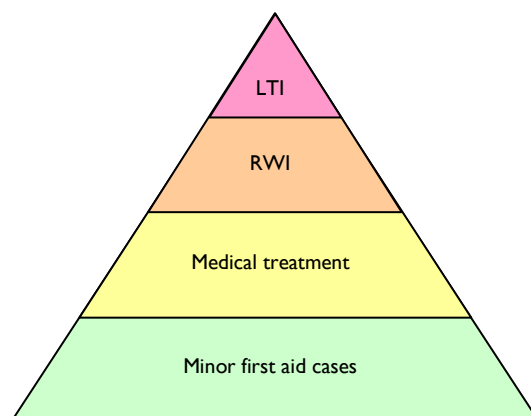 LTI
RWI
Medical treatment
Minor first aid cases